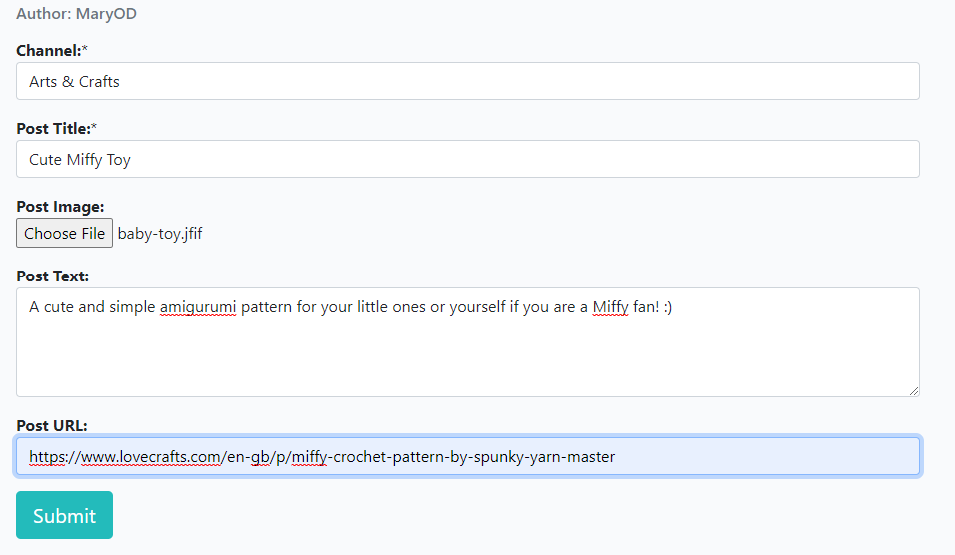 Author: MaryOD
Channel:*
Arts & Crafts
Post Title:*
Cute Miffy Toy
Post Image:
Choose File baby-toy.jfif
Post Text:
A cute and simple amigurumi pattern for your little ones or yourself if you are a Miffy fan! :)
Post URL:
https://www.lovecrafts.com/en-gb/p/miffy-crochet-pattern-by-spunky-yarn-master
Submit